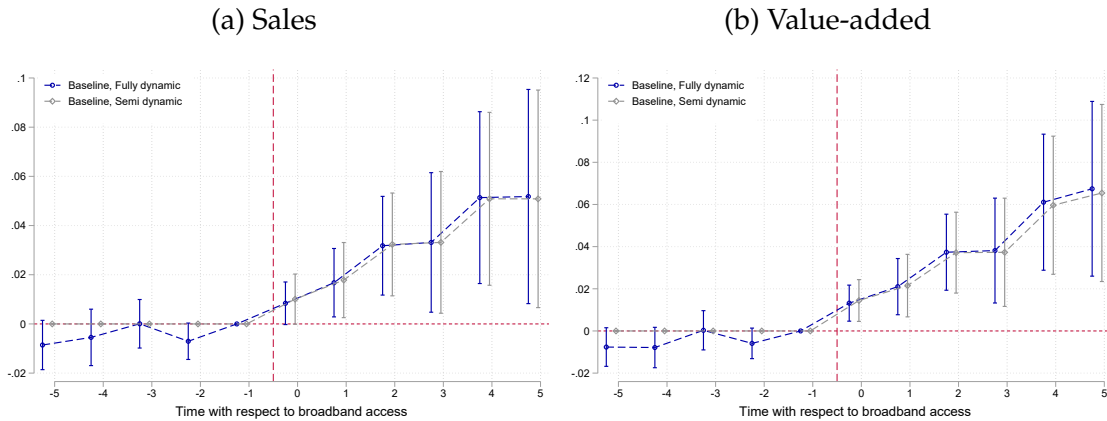 (a) Sales
.1
.08
.06
.04
.02
0
-.02
Baseline, Fully dynamic
Baseline, Semi dynamic
-5 -4 -3 -2 -1 0 1 2 3 4 5
Time with respect to broadband access
(b) Value-added
.12
.1
.08
.06
.04
.02
0
-.02
Baseline, Fully dynamic
Baseline, Semi dynamic
-5 -4 -3 -2 -1 0 1 2 3 4 5
Time with respect to broadband access